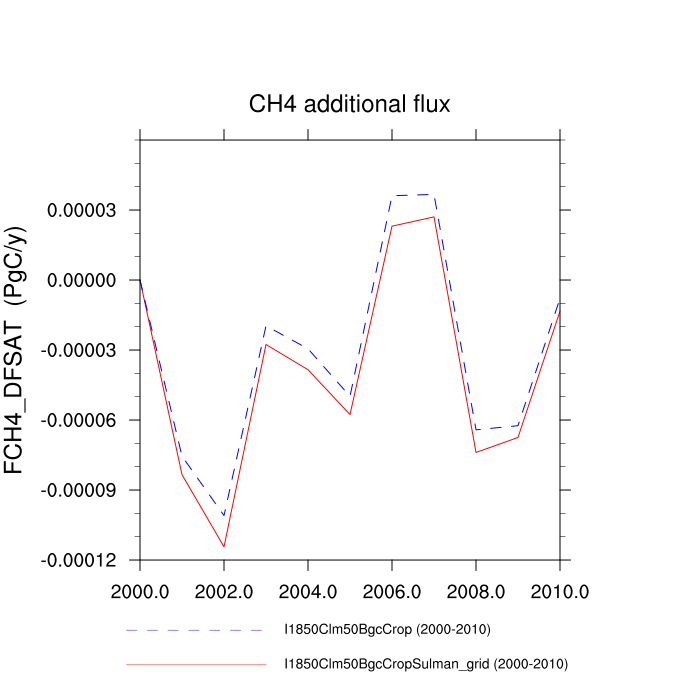 CH4 additional flux
FCH4_DFSAT (PgC/y)
0.00003
0.00000
-0.00003
-0.00006
-0.00009
-0.00012
2000.0 2002.0 2004.0 2006.0 2008.0 2010.0
I1850Clm50BgcCrop (2000-2010)
I1850Clm50BgcCropSulman_grid (2000-2010)